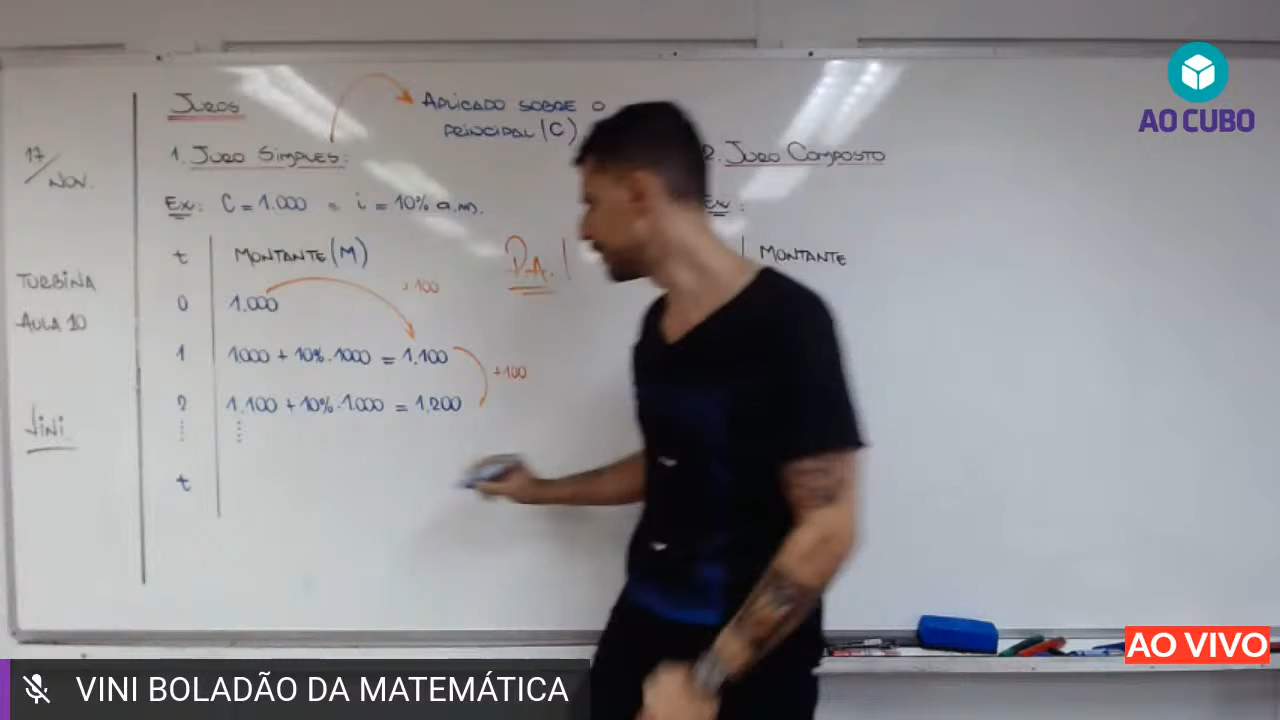 17/NOV.
TURBINA
AULA 10
Vini
JUROS
APLICADO SOBRE O
PRINCIPAL (C)
1. JURO SIMPLES:
EX: C = 1.000 - i = 10% a.m.
t MONTANTE (M)
0 1.000
+100
1 1000 + 10%.1000 = 1.100
+100
2 1.100 + 10%.1.000 = 1.200
⋮ ⋮
t
P.A.!
2. JURO COMPOSTO
EX:
MONTANTE
AO CUBO
AO VIVO
VINI BOLADÃO DA MATEMÁTICA